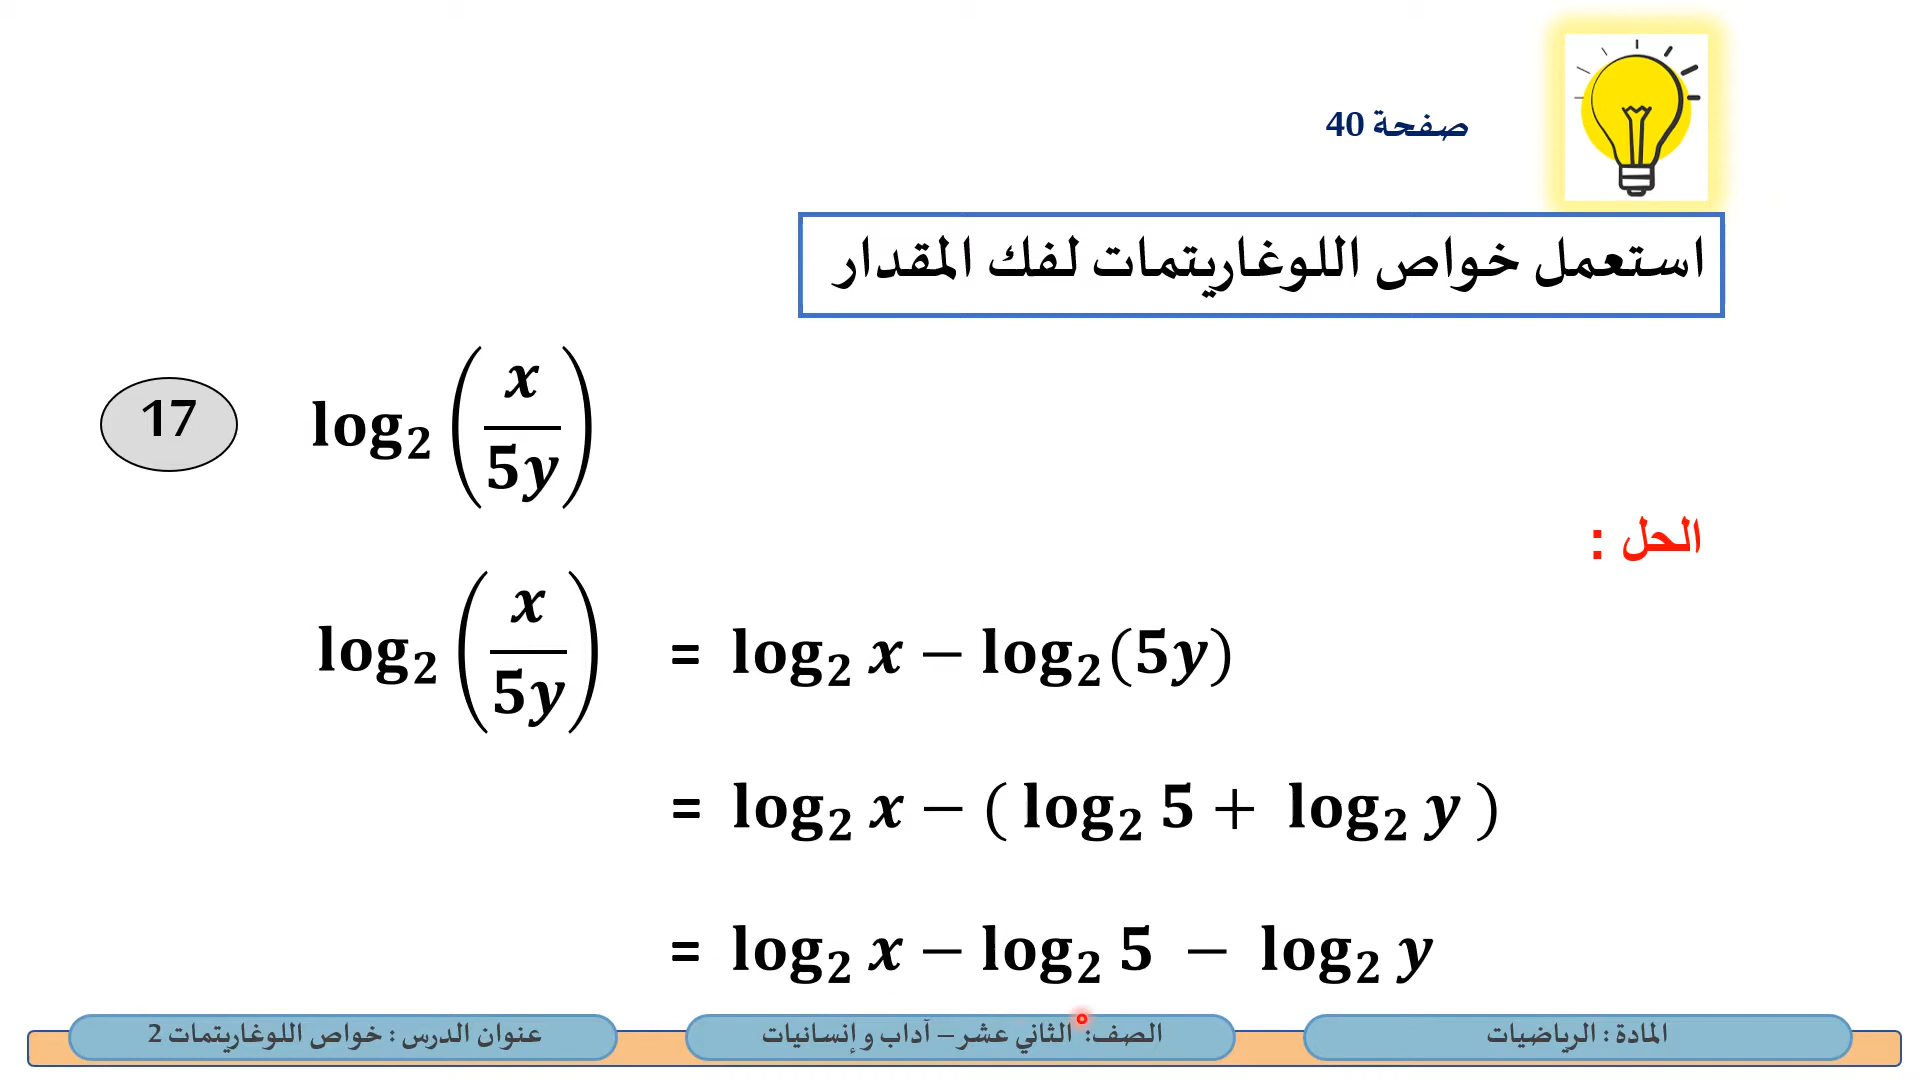 صفحة 40
استعمل خواص اللوغاريتمات لفك المقدار
17 log₂(x/5y)
الحل :
log₂(x/5y) = log₂ x − log₂(5y)
= log₂ x − ( log₂ 5 + log₂ y )
= log₂ x − log₂ 5 − log₂ y
المادة : الرياضيات
الصف: الثاني عشر – آداب و إنسانيات
عنوان الدرس : خواص اللوغاريتمات 2